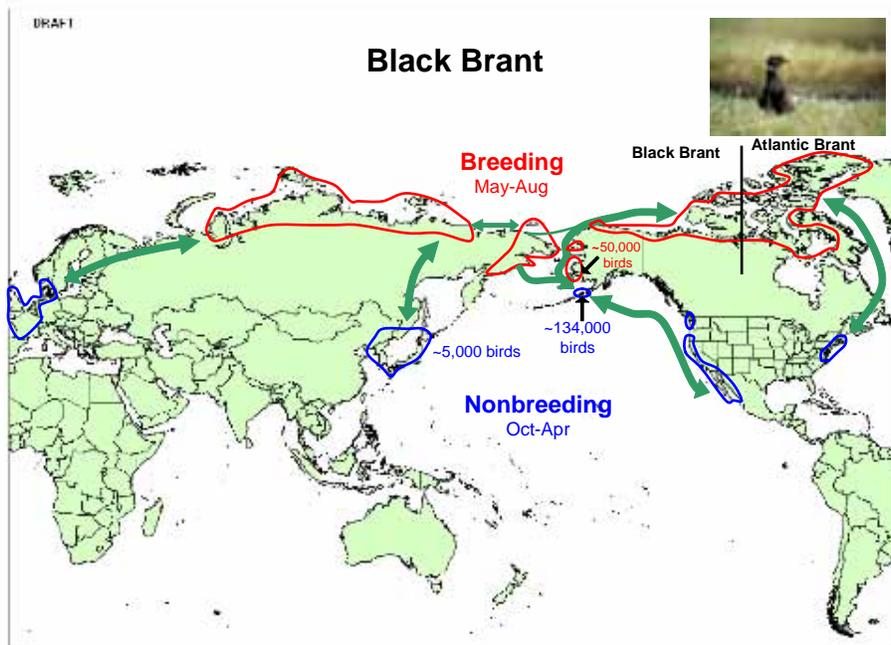 DRAFT
Black Brant
Black Brant
Atlantic Brant
Breeding
May-Aug
~50,000
birds
~134,000
birds
~5,000 birds
Nonbreeding
Oct-Apr